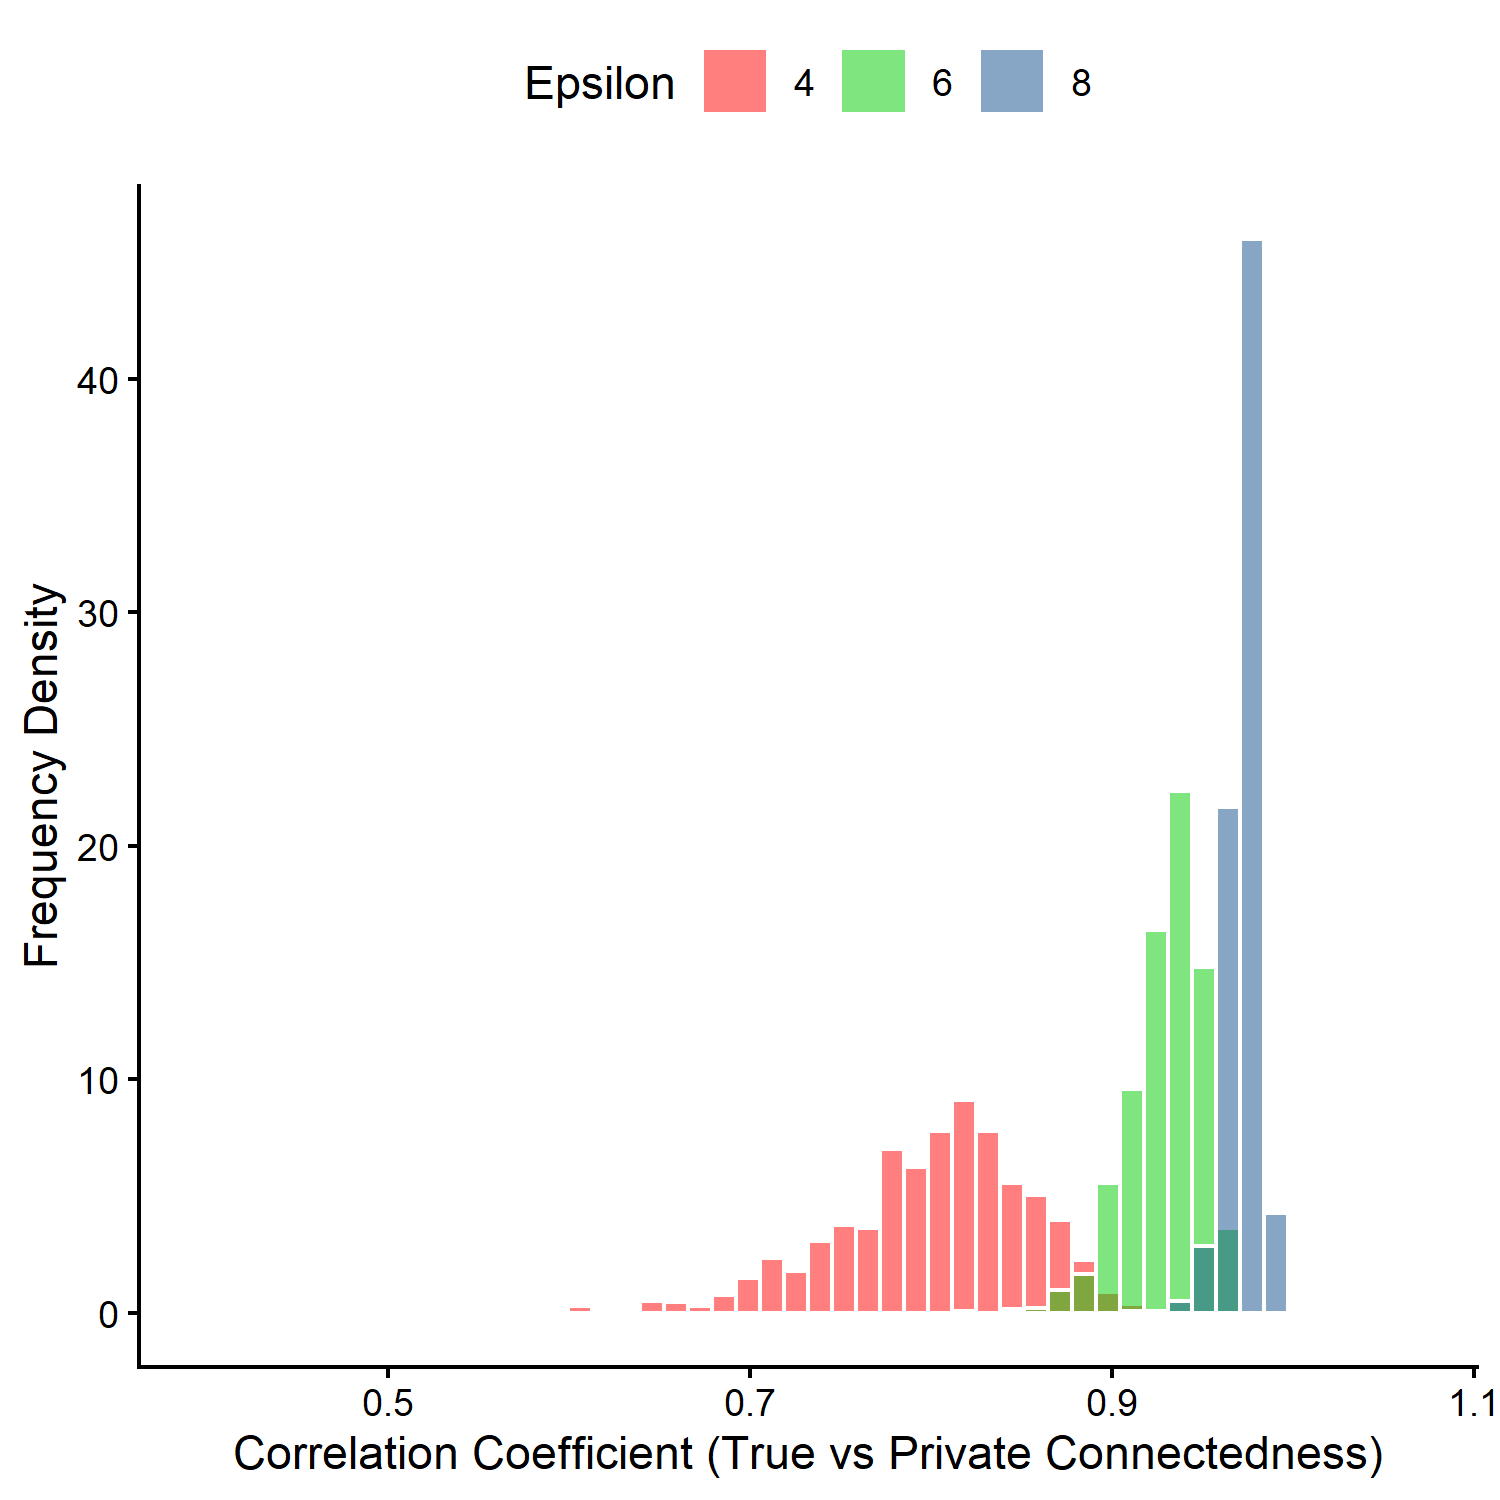 Epsilon 4 6 8
40
30
20
10
0
Frequency Density
0.5 0.7 0.9 1.1
Correlation Coefficient (True vs Private Connectedness)